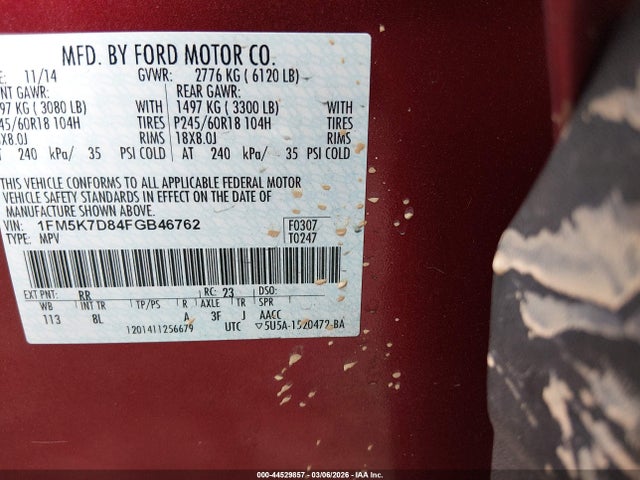 MFD. BY FORD MOTOR CO.
11/14 GVWR: 2776 KG ( 6120 LB)
NT GAWR: REAR GAWR:
97 KG ( 3080 LB) WITH 1497 KG ( 3300 LB) WITH
45/60R18 104H TIRES P245/60R18 104H TIRES
X8.0J RIMS 18X8.0J RIMS
240 kPa/ 35 PSI COLD AT 240 kPa/ 35 PSI COLD
THIS VEHICLE CONFORMS TO ALL APPLICABLE FEDERAL MOTOR
VEHICLE SAFETY STANDARDS IN EFFECT ON THE DATE OF
MANUFACTURE SHOWN ABOVE.
VIN: 1FM5K7D84FGB46762 F0307
TYPE: MPV T0247
EXT PNT: RR RC: 23 DSO:
WB INT TR TP/PS R AXLE TR SPR
113 8L A 3F J AACC
1201411256679 UTC 5U5A-1520472-BA
000-44529857 - 03/06/2026 - IAA Inc.